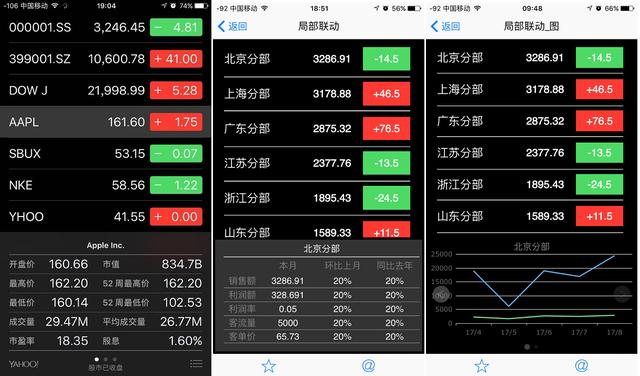 -106 中国移动 19:04 74%
000001.SS 3,246.45 − 4.81
399001.SZ 10,600.78 + 41.00
DOW J 21,998.99 + 5.28
AAPL 161.60 + 1.75
SBUX 53.15 − 0.07
NKE 58.56 − 1.22
YHOO 41.55 + 0.00
Apple Inc.
开盘价 160.66 市值 834.7B
最高价 162.20 52 周最高价 162.20
最低价 160.14 52 周最低价 102.53
成交量 29.47M 平均成交量 26.77M
市盈率 18.35 股息 1.60%
YAHOO!
股市已收盘
-92 中国移动 18:51 56%
返回 局部联动
北京分部 3286.91 -14.5
上海分部 3178.88 +46.5
广东分部 2875.32 +76.5
江苏分部 2377.76 -13.5
浙江分部 1895.43 -24.5
山东分部 1589.33 +11.5
北京分部
本月 环比上月 同比去年
销售额 3286.91 20% 20%
利润额 328.691 20% 20%
利润率 0.05 20% 20%
客流量 5000 20% 20%
客单价 65.73 20% 20%
@
-92 中国移动 09:48 66%
返回 局部联动_图
北京分部 3286.91 -14.5
上海分部 3178.88 +46.5
广东分部 2875.32 +76.5
江苏分部 2377.76 -13.5
浙江分部 1895.43 -24.5
山东分部 1589.33 +11.5
北京分部
25000
20000
15000
10000
5000
0
17/4 17/5 17/6 17/7 17/8
@